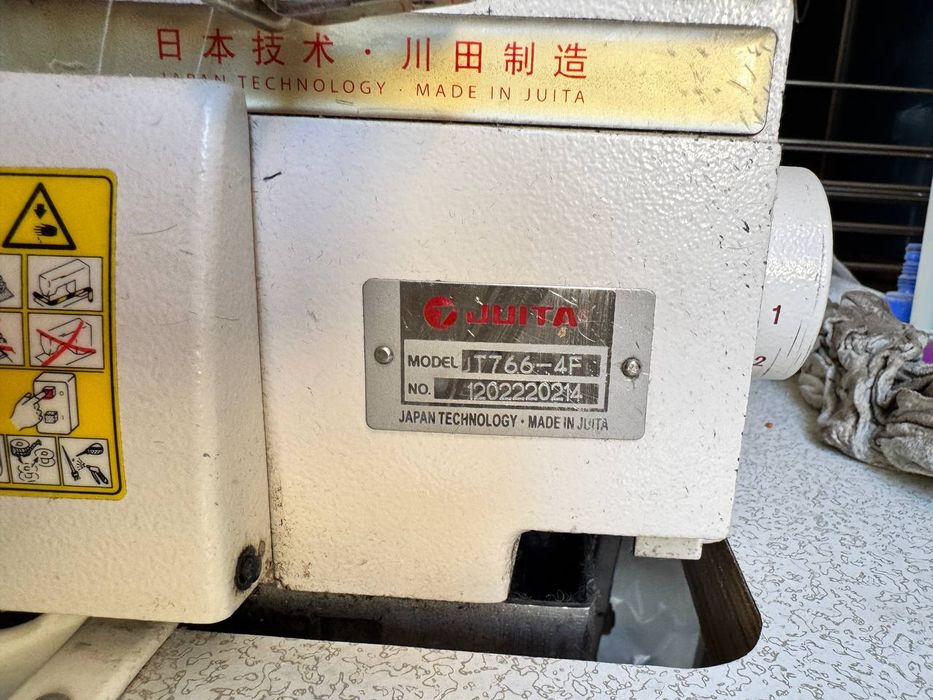 日本技术·川田制造
JAPAN TECHNOLOGY · MADE IN JUITA
JUITA
MODEL JT766-4F
NO. 1202220214
JAPAN TECHNOLOGY · MADE IN JUITA
1
2